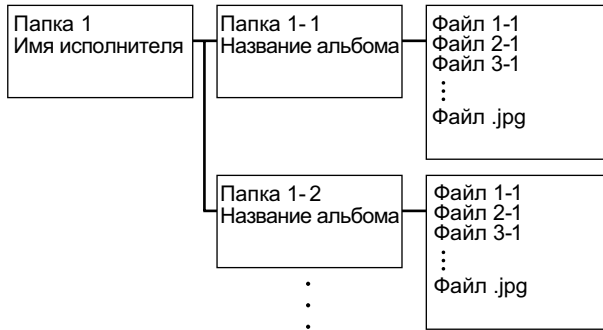 Папка 1
Имя исполнителя
Папка 1-1
Название альбома
Файл 1-1
Файл 2-1
Файл 3-1
Файл .jpg
Папка 1-2
Название альбома
Файл 1-1
Файл 2-1
Файл 3-1
Файл .jpg